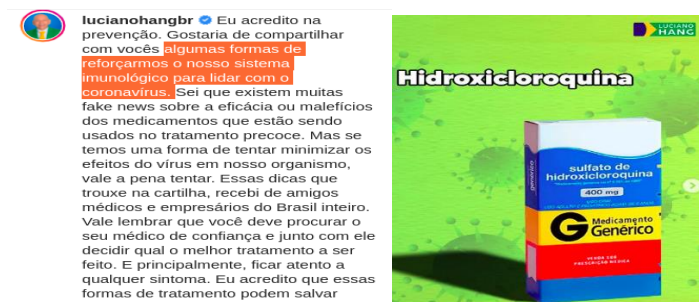 lucianohangbr Eu acredito na
prevenção. Gostaria de compartilhar
com vocês algumas formas de
reforçarmos o nosso sistema
imunológico para lidar com o
coronavírus. Sei que existem muitas
fake news sobre a eficácia ou malefícios
dos medicamentos que estão sendo
usados no tratamento precoce. Mas se
temos uma forma de tentar minimizar os
efeitos do vírus em nosso organismo,
vale a pena tentar. Essas dicas que
trouxe na cartilha, recebi de amigos
médicos e empresários do Brasil inteiro.
Vale lembrar que você deve procurar o
seu médico de confiança e junto com ele
decidir qual o melhor tratamento a ser
feito. E principalmente, ficar atento a
qualquer sintoma. Eu acredito que essas
formas de tratamento podem salvar
LUCIANO
HANG
Hidroxicloroquina
genérico
sulfato de
hidroxicloroquina
400 mg
G Medicamento
Genérico
VENDA SOB
PRESCRIÇÃO MÉDICA